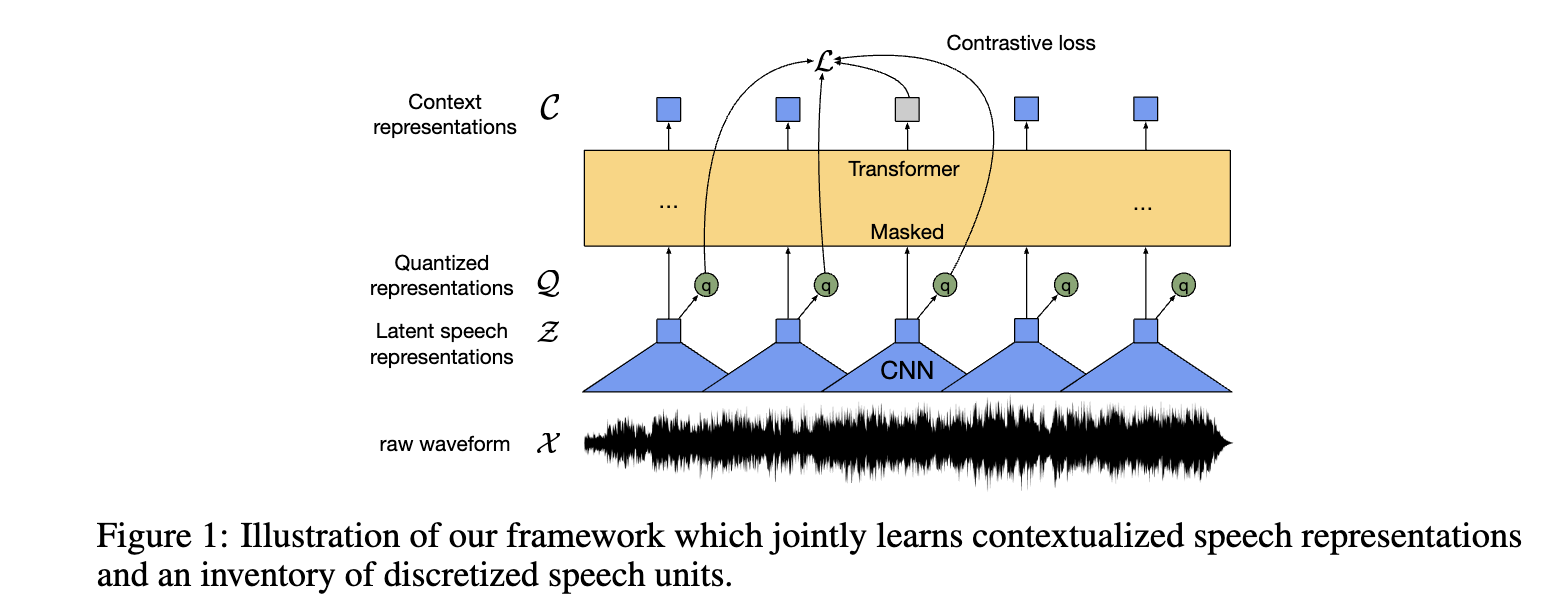 Contrastive loss
ℒ
Context
representations
𝒞
Transformer
...
...
Masked
Quantized
representations
𝒬
q
q
q
q
q
Latent speech
representations
𝒵
CNN
raw waveform
𝒳
Figure 1: Illustration of our framework which jointly learns contextualized speech representations
and an inventory of discretized speech units.